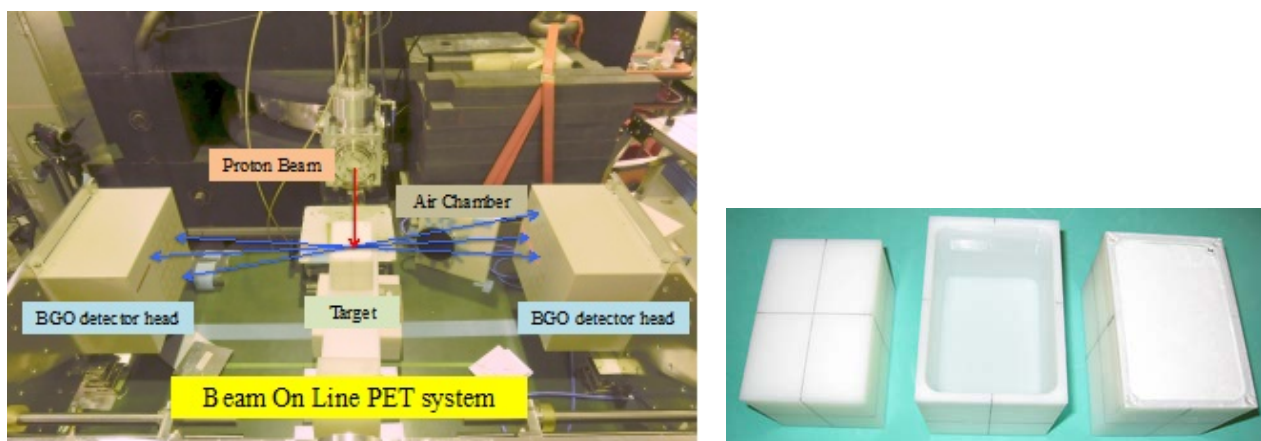 Proton Beam
Air Chamber
BGO detector head
Target
BGO detector head
Beam On Line PET system